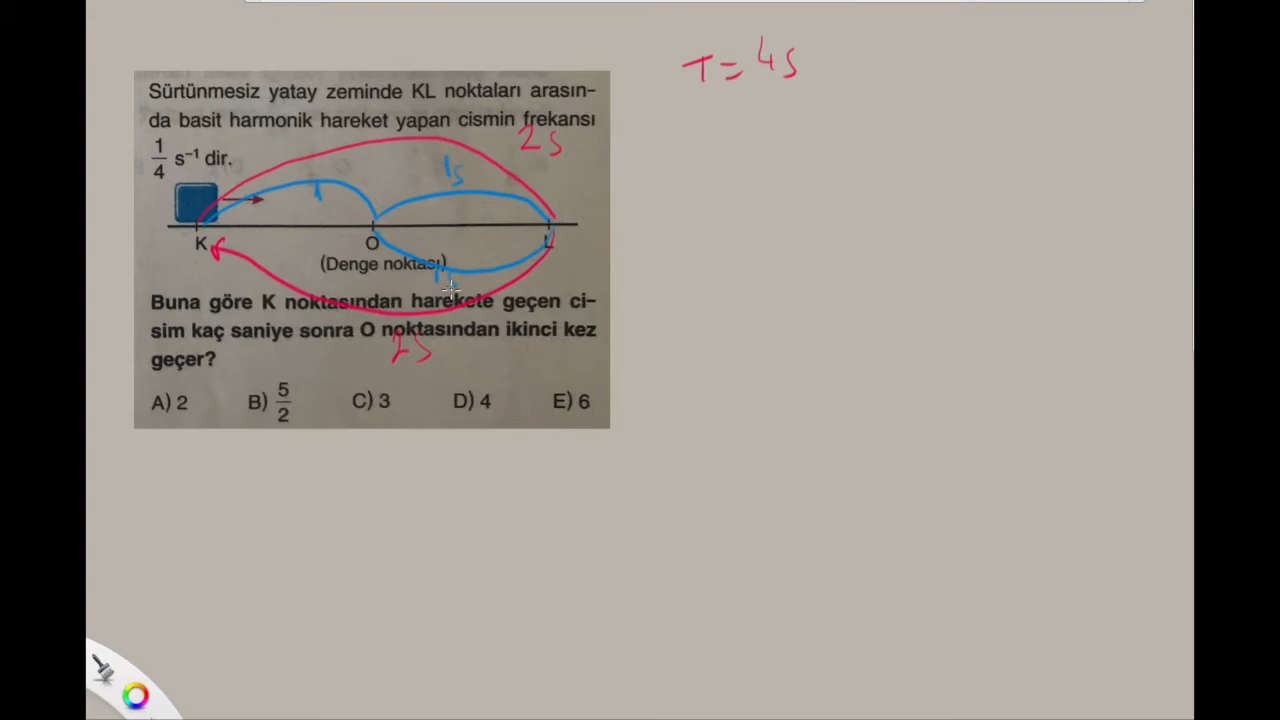 T = 4s
Sürtünmesiz yatay zeminde KL noktaları arasın-
da basit harmonik hareket yapan cismin frekansı
1/4 s⁻¹ dir.
2s
1s
1
K O L
(Denge noktası)
1s
Buna göre K noktasından harekete geçen ci-
sim kaç saniye sonra O noktasından ikinci kez
geçer?
2s
A) 2 B) 5/2 C) 3 D) 4 E) 6